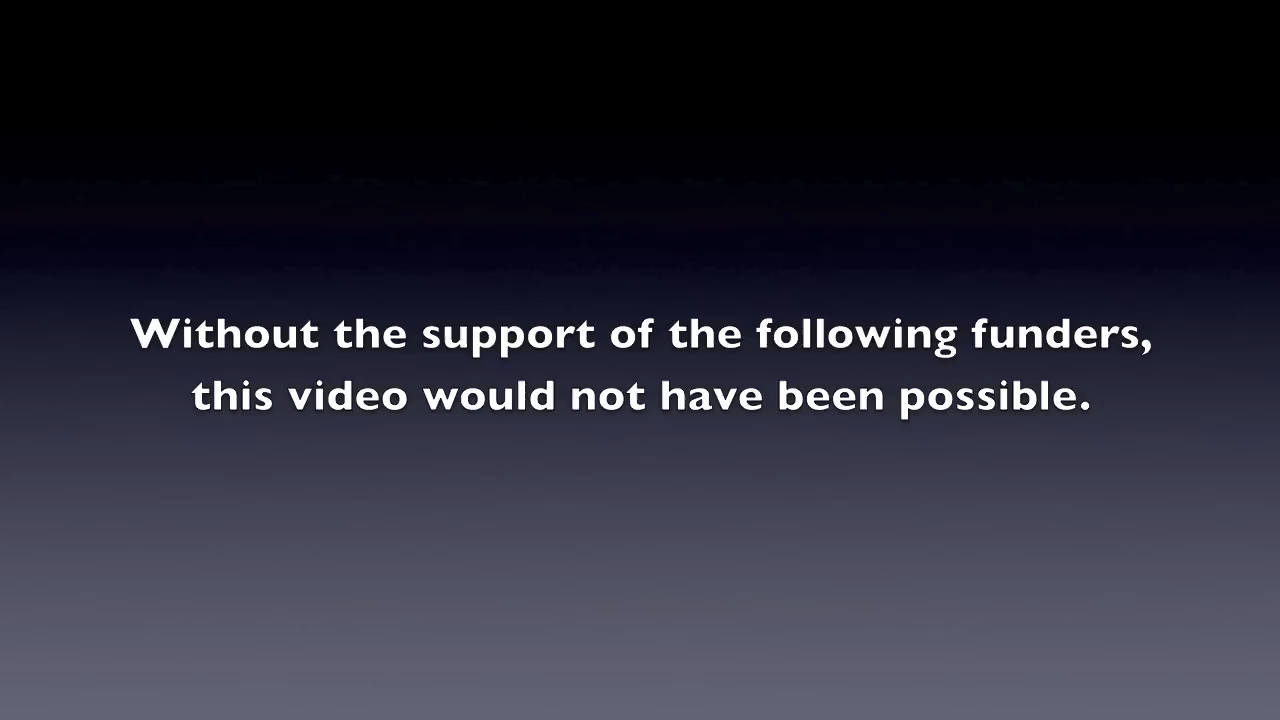 Without the support of the following funders,
this video would not have been possible.